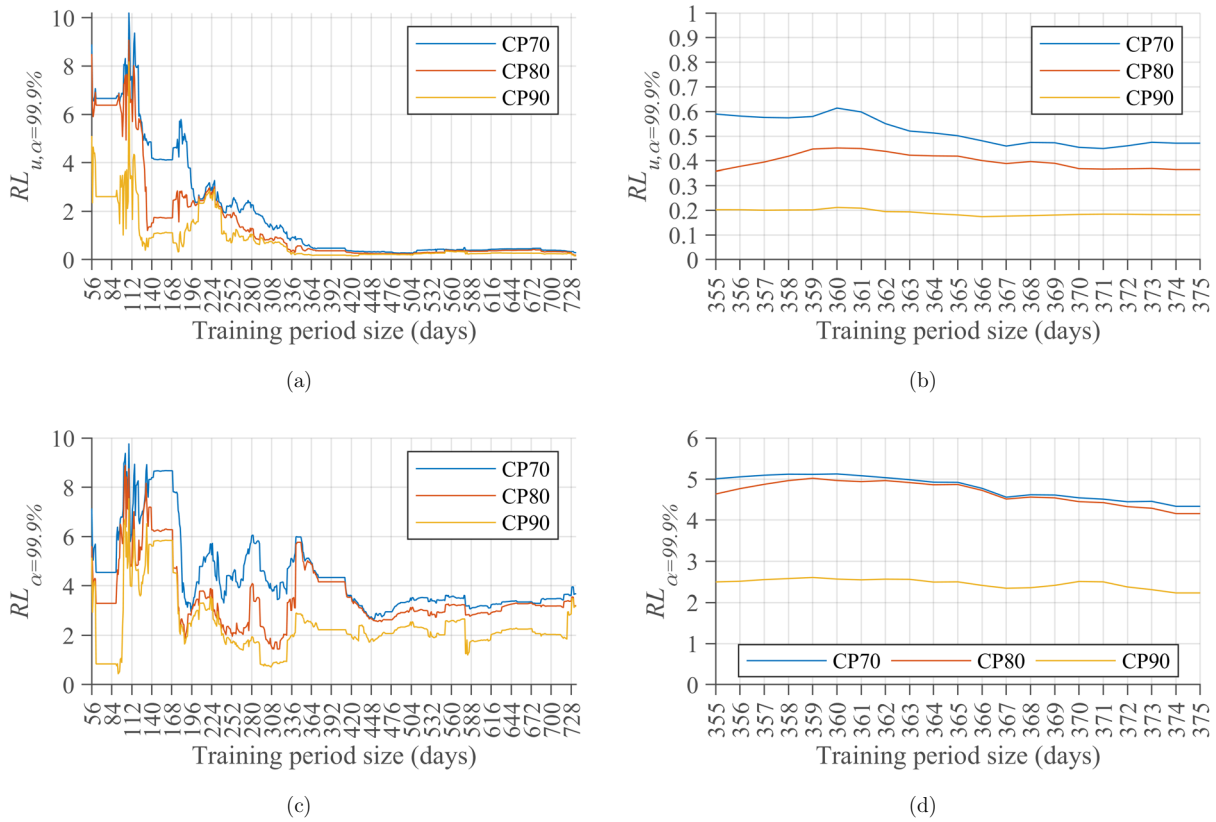 10
8
6
4
2
0
RL u,α=99.9%
CP70
CP80
CP90
56 84 112 140 168 196 224 252 280 308 336 364 392 420 448 476 504 532 560 588 616 644 672 700 728
Training period size (days)
(a)
1
0.9
0.8
0.7
0.6
0.5
0.4
0.3
0.2
0.1
0
RL u,α=99.9%
CP70
CP80
CP90
355 356 357 358 359 360 361 362 363 364 365 366 367 368 369 370 371 372 373 374 375
Training period size (days)
(b)
10
8
6
4
2
0
RL α=99.9%
CP70
CP80
CP90
56 84 112 140 168 196 224 252 280 308 336 364 392 420 448 476 504 532 560 588 616 644 672 700 728
Training period size (days)
(c)
6
5
4
3
2
1
0
RL α=99.9%
CP70 CP80 CP90
355 356 357 358 359 360 361 362 363 364 365 366 367 368 369 370 371 372 373 374 375
Training period size (days)
(d)